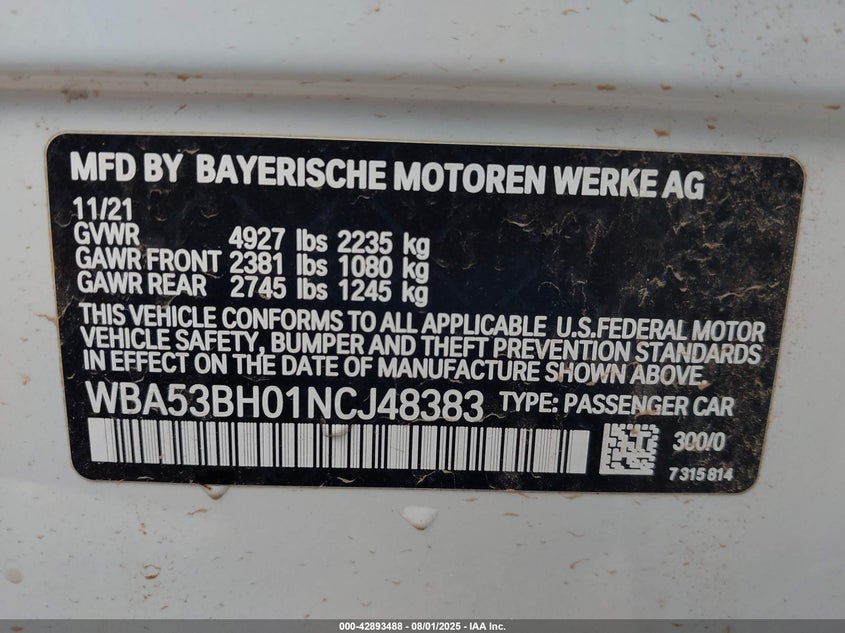 MFD BY BAYERISCHE MOTOREN WERKE AG
11/21
GVWR 4927 lbs 2235 kg
GAWR FRONT 2381 lbs 1080 kg
GAWR REAR 2745 lbs 1245 kg
THIS VEHICLE CONFORMS TO ALL APPLICABLE U.S.FEDERAL MOTOR
VEHICLE SAFETY, BUMPER AND THEFT PREVENTION STANDARDS
IN EFFECT ON THE DATE OF MANUFACTURE SHOWN ABOVE.
WBA53BH01NCJ48383 TYPE: PASSENGER CAR
300/0
7315814
000-42893488 - 08/01/2025 - IAA Inc.